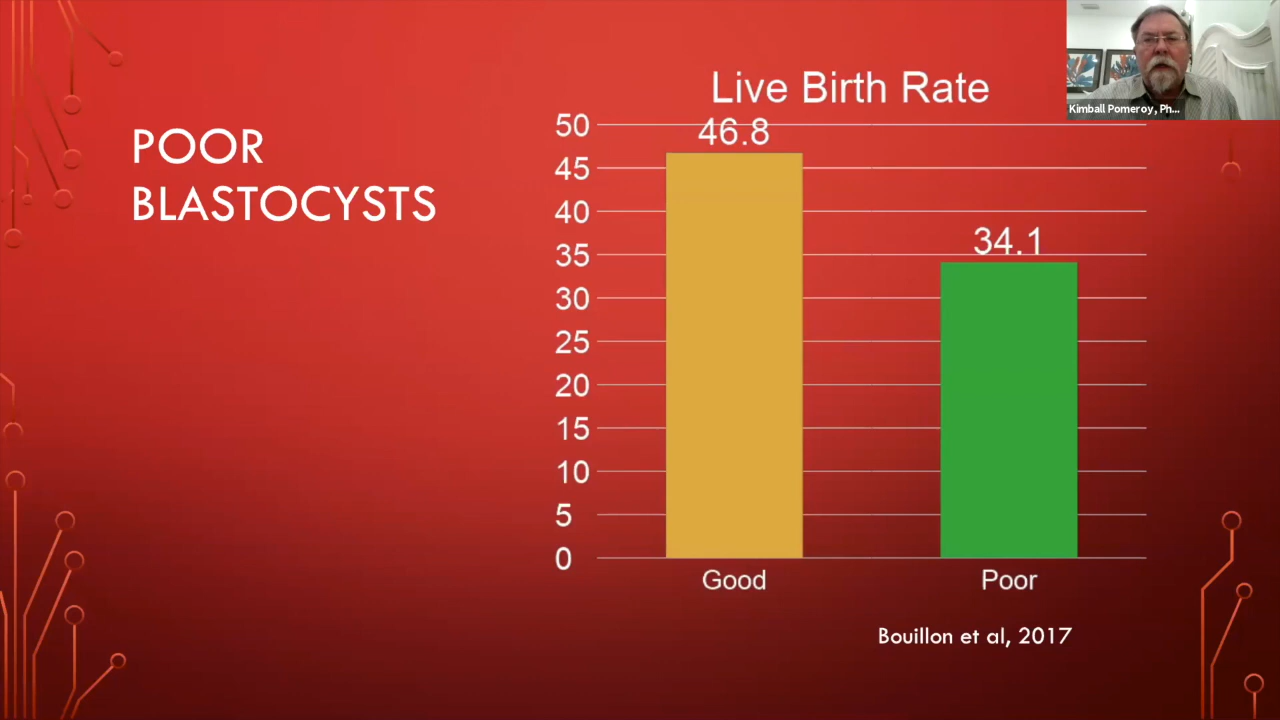 POOR
BLASTOCYSTS
Live Birth Rate
50
45
40
35
30
25
20
15
10
5
0
46.8
34.1
Good
Poor
Bouillon et al, 2017
Kimball Pomeroy, Ph...